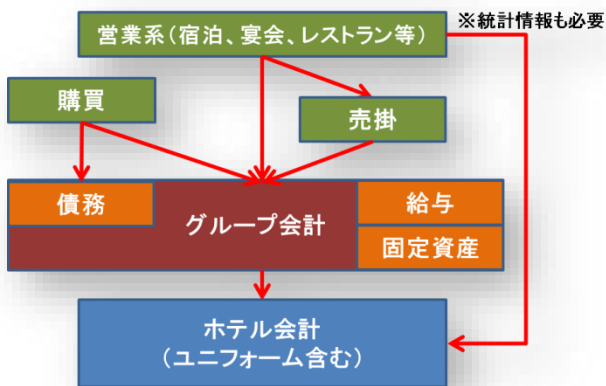 ※統計情報も必要
営業系(宿泊、宴会、レストラン等)
購買
売掛
債務
グループ会計
給与
固定資産
ホテル会計
(ユニフォーム含む)